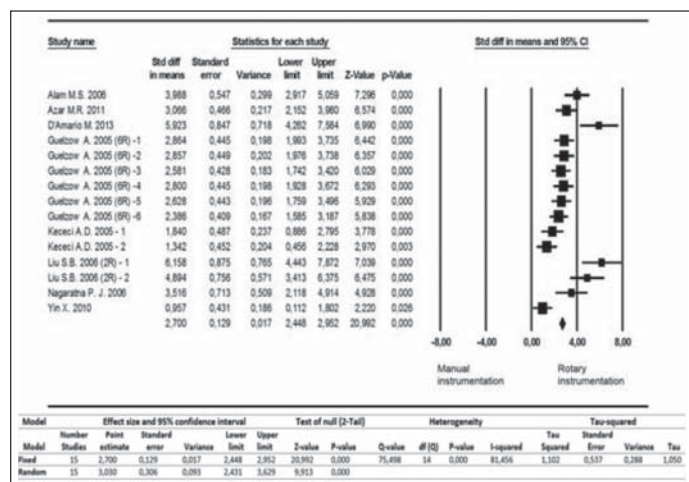 Study name Statistics for each study Std diff in means and 95% CI
Std diff Standard Lower Upper
in means error Variance limit limit Z-Value p-Value
Alam M.S. 2006 3,988 0,547 0,299 2,917 5,059 7,296 0,000
Azar M.R. 2011 3,066 0,466 0,217 2,152 3,980 6,574 0,000
D'Amario M. 2013 5,923 0,847 0,718 4,262 7,584 6,990 0,000
Guelzow A. 2005 (6R) -1 2,864 0,445 0,198 1,993 3,735 6,442 0,000
Guelzow A. 2005 (6R) -2 2,857 0,449 0,202 1,976 3,738 6,357 0,000
Guelzow A. 2005 (6R) -3 2,581 0,428 0,183 1,742 3,420 6,029 0,000
Guelzow A. 2005 (6R) -4 2,800 0,445 0,198 1,928 3,672 6,293 0,000
Guelzow A. 2005 (6R) -5 2,628 0,443 0,196 1,759 3,496 5,929 0,000
Guelzow A. 2005 (6R) -6 2,386 0,409 0,167 1,585 3,187 5,838 0,000
Kececi A.D. 2005 - 1 1,840 0,487 0,237 0,886 2,795 3,778 0,000
Kececi A.D. 2005 - 2 1,342 0,452 0,204 0,456 2,228 2,970 0,003
Liu S.B. 2006 (2R) - 1 6,158 0,875 0,765 4,443 7,872 7,039 0,000
Liu S.B. 2006 (2R) - 2 4,894 0,756 0,571 3,413 6,375 6,475 0,000
Nagaratna P. J. 2006 3,516 0,713 0,509 2,118 4,914 4,928 0,000
Yin X. 2010 0,957 0,431 0,186 0,112 1,802 2,220 0,026
2,700 0,129 0,017 2,448 2,952 20,992 0,000
-8,00 -4,00 0,00 4,00 8,00
Manual Rotary
instrumentation instrumentation
Model Effect size and 95% confidence interval Test of null (2-Tail) Heterogeneity Tau-squared
Number Point Standard Lower Upper Tau Standard
Model Studies estimate error Variance limit limit Z-value P-value Q-value df (Q) P-value I-squared Squared Error Variance Tau
Fixed 15 2,700 0,129 0,017 2,448 2,952 20,992 0,000 75,498 14 0,000 81,456 1,102 0,537 0,288 1,050
Random 15 3,030 0,306 0,093 2,431 3,629 9,913 0,000